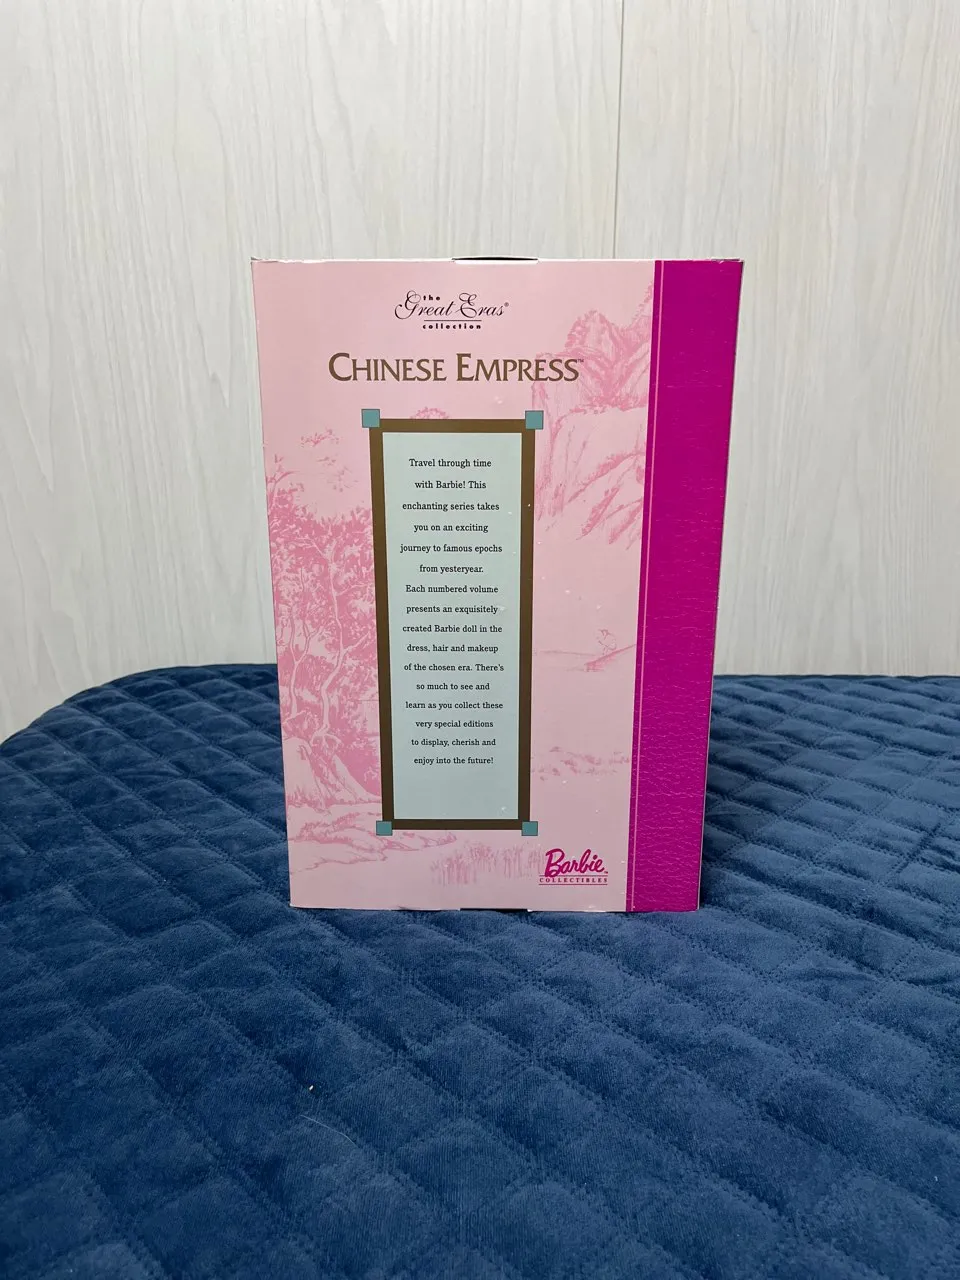 the
Great Eras®
collection
CHINESE EMPRESS™
Travel through time
with Barbie! This
enchanting series takes
you on an exciting
journey to famous epochs
from yesteryear.
Each numbered volume
presents an exquisitely
created Barbie doll in the
dress, hair and makeup
of the chosen era. There's
so much to see and
learn as you collect these
very special editions
to display, cherish and
enjoy into the future!
Barbie™
COLLECTIBLES